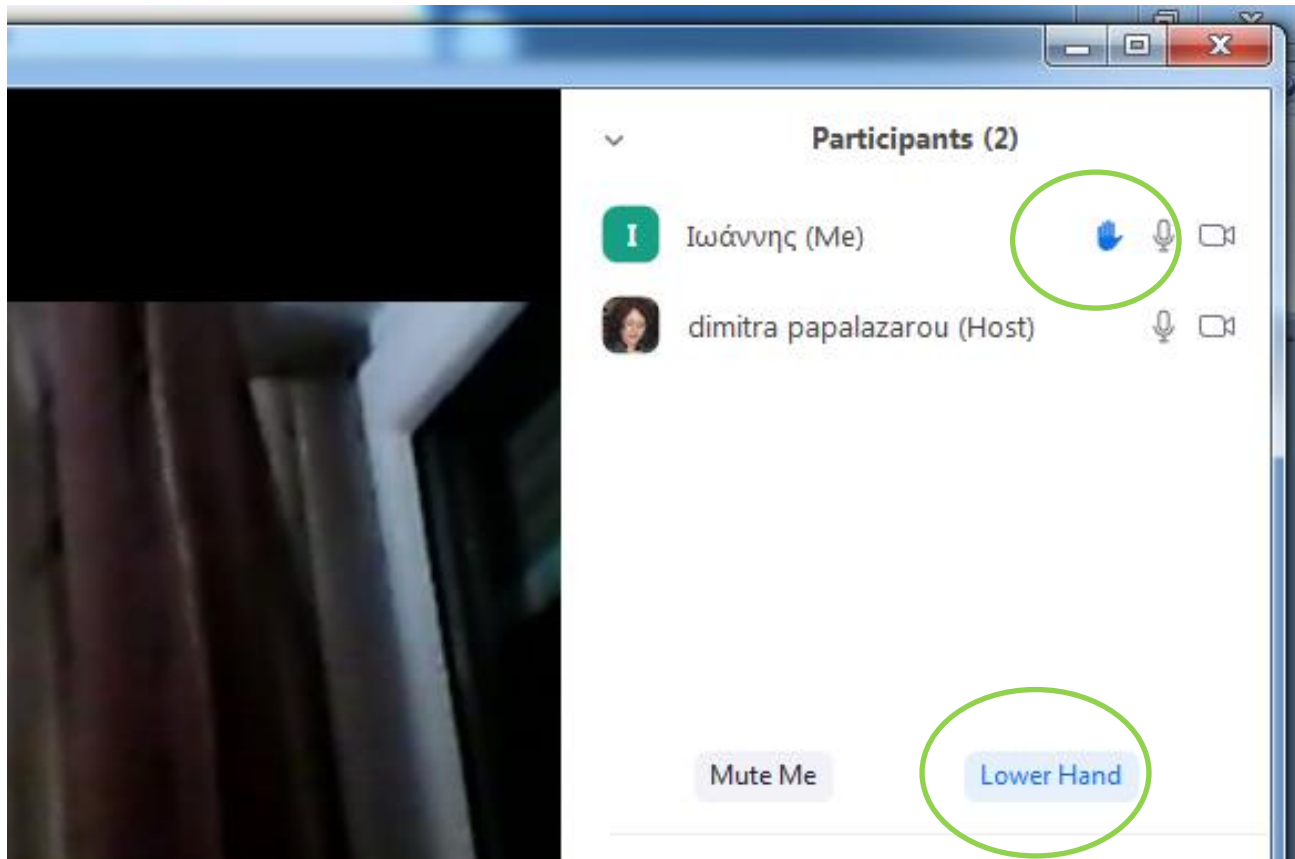 Participants (2)
I Ιωάννης (Me)
dimitra papalazarou (Host)
Mute Me Lower Hand